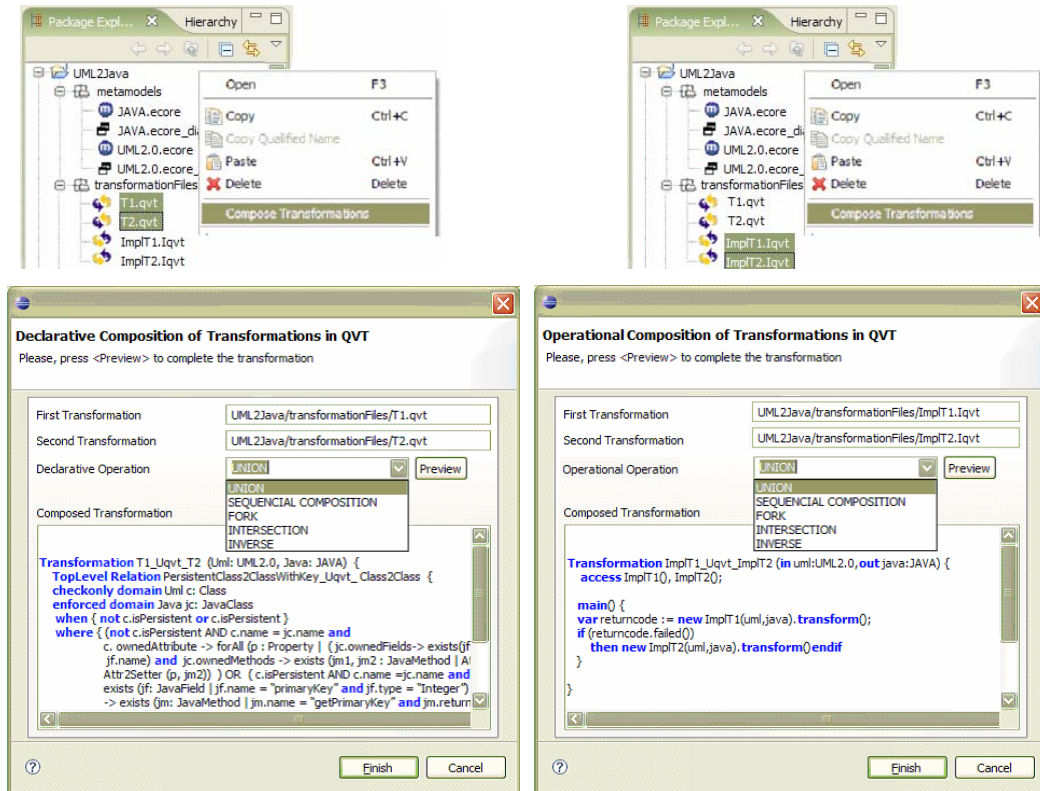 Package Expl...
Hierarchy
UML2Java
metamodels
JAVA.ecore
JAVA.ecore_di
UML2.0.ecore
UML2.0.ecore_
transformationFiles
T1.qvt
T2.qvt
ImplT1.Iqvt
ImplT2.Iqvt
Open F3
Copy Ctrl+C
Copy Qualified Name
Paste Ctrl+V
Delete Delete
Compose Transformations
Package Expl...
Hierarchy
UML2Java
metamodels
JAVA.ecore
JAVA.ecore_di
UML2.0.ecore
UML2.0.ecore_
transformationFiles
T1.qvt
T2.qvt
ImplT1.Iqvt
ImplT2.Iqvt
Open F3
Copy Ctrl+C
Copy Qualified Name
Paste Ctrl+V
Delete Delete
Compose Transformations
Declarative Composition of Transformations in QVT
Please, press <Preview> to complete the transformation
First Transformation UML2Java/transformationFiles/T1.qvt
Second Transformation UML2Java/transformationFiles/T2.qvt
Declarative Operation UNION Preview
UNION
SEQUENCIAL COMPOSITION
FORK
INTERSECTION
INVERSE
Composed Transformation
Transformation T1_Uqvt_T2 (Uml: UML2.0, Java: JAVA) {
TopLevel Relation PersistentClass2ClassWithKey_Uqvt_ Class2Class {
checkonly domain Uml c: Class
enforced domain Java jc: JavaClass
when { not c.isPersistent or c.isPersistent }
where { (not c.isPersistent AND c.name = jc.name and
c. ownedAttribute -> forAll (p : Property | ( jc.ownedFields-> exists(jf
jf.name) and jc.ownedMethods -> exists (jm1, jm2 : JavaMethod | At
Attr2Setter (p, jm2)) ) OR ( c.isPersistent AND c.name =jc.name and
exists (jf: JavaField | jf.name = “primaryKey” and jf.type = “Integer”)
-> exists (jm: JavaMethod | jm.name = “getPrimaryKey” and jm.return
Finish Cancel
Operational Composition of Transformations in QVT
Please, press <Preview> to complete the transformation
First Transformation UML2Java/transformationFiles/ImplT1.Iqvt
Second Transformation UML2Java/transformationFiles/ImplT2.Iqvt
Operational Operation UNION Preview
UNION
SEQUENCIAL COMPOSITION
FORK
INTERSECTION
INVERSE
Composed Transformation
Transformation ImplT1_Uqvt_ImplT2 (in uml:UML2.0,out java:JAVA) {
access ImplT1(), ImplT2();
main() {
var returncode := new ImplT1(uml,java).transform();
if (returncode.failed())
then new ImplT2(uml,java).transform()endif
}
}
Finish Cancel